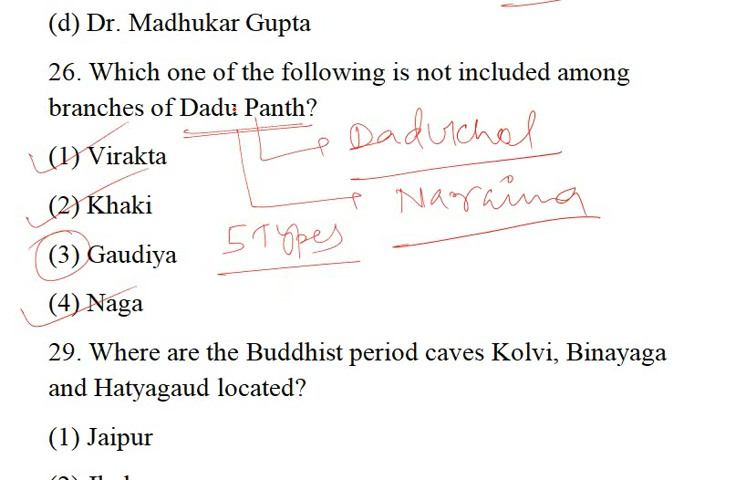 (d) Dr. Madhukar Gupta
26. Which one of the following is not included among
branches of Dadu Panth?
Dadukhol
(1) Virakta
(2) Khaki
Naraina
5 Types
(3) Gaudiya
(4) Naga
29. Where are the Buddhist period caves Kolvi, Binayaga
and Hatyagaud located?
(1) Jaipur